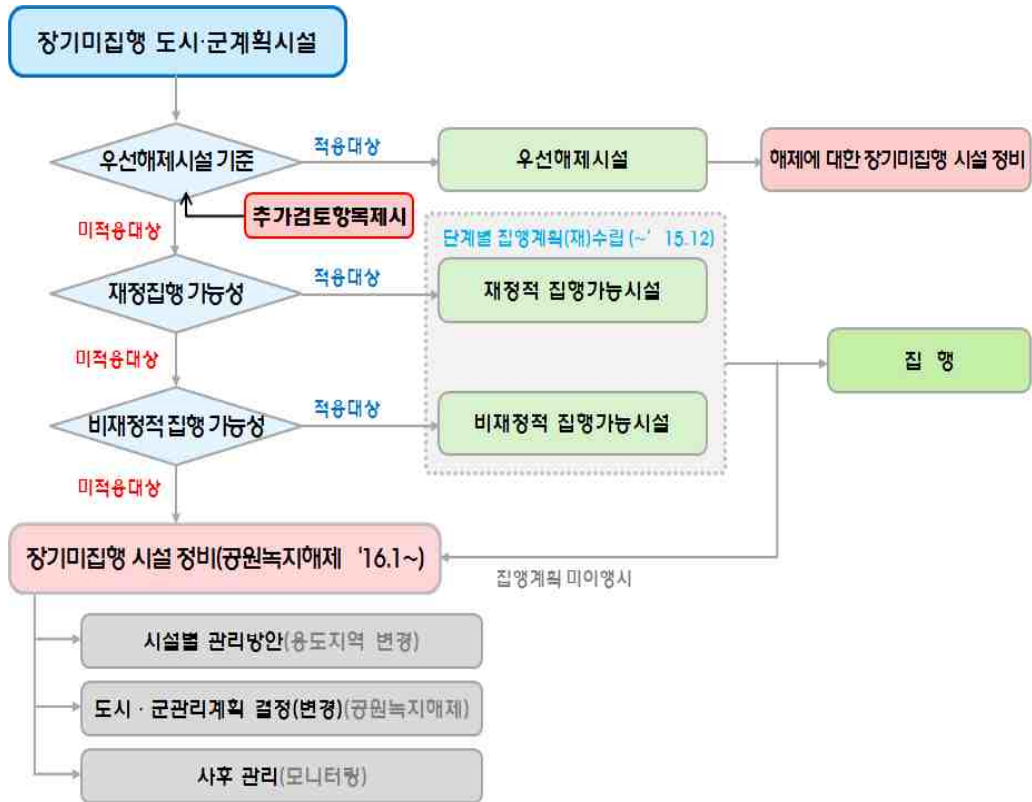 장기미집행 도시·군계획시설
우선해제시설 기준
적용대상
우선해제시설
해제에 대한 장기미집행 시설 정비
추가검토항목제시
미적용대상
단계별 집행계획(재)수립 (~' 15.12)
재정집행 가능성
적용대상
재정적 집행가능시설
미적용대상
집 행
비재정적 집행 가능성
적용대상
비재정적 집행가능시설
미적용대상
장기미집행 시설 정비(공원녹지해제 '16.1~)
집행계획 미이행시
시설별 관리방안(용도지역 변경)
도시·군관리계획 결정(변경)(공원녹지해제)
사후 관리(모니터링)